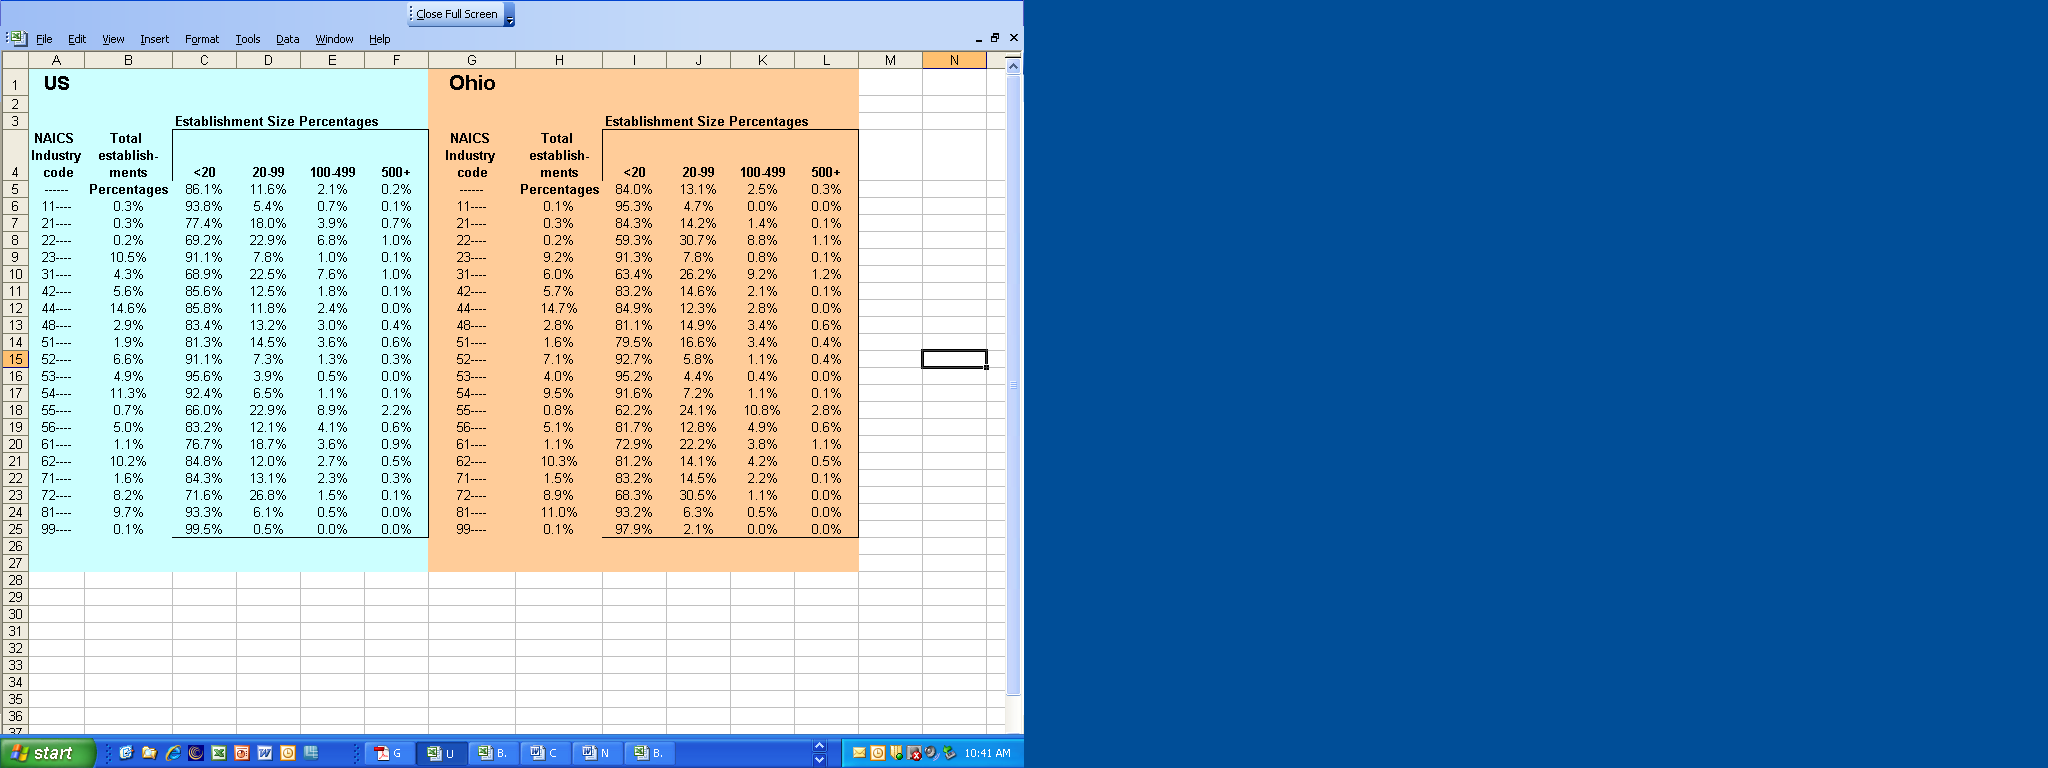 Close Full Screen
File Edit View Insert Format Tools Data Window Help
A B C D E F G H I J K L M N
1 US Ohio
2
3 Establishment Size Percentages Establishment Size Percentages
NAICS Total NAICS Total
Industry establish- Industry establish-
4 code ments <20 20-99 100-499 500+ code ments <20 20-99 100-499 500+
5 ------ Percentages 86.1% 11.6% 2.1% 0.2% ------ Percentages 84.0% 13.1% 2.5% 0.3%
6 11---- 0.3% 93.8% 5.4% 0.7% 0.1% 11---- 0.1% 95.3% 4.7% 0.0% 0.0%
7 21---- 0.3% 77.4% 18.0% 3.9% 0.7% 21---- 0.3% 84.3% 14.2% 1.4% 0.1%
8 22---- 0.2% 69.2% 22.9% 6.8% 1.0% 22---- 0.2% 59.3% 30.7% 8.8% 1.1%
9 23---- 10.5% 91.1% 7.8% 1.0% 0.1% 23---- 9.2% 91.3% 7.8% 0.8% 0.1%
10 31---- 4.3% 68.9% 22.5% 7.6% 1.0% 31---- 6.0% 63.4% 26.2% 9.2% 1.2%
11 42---- 5.6% 85.6% 12.5% 1.8% 0.1% 42---- 5.7% 83.2% 14.6% 2.1% 0.1%
12 44---- 14.6% 85.8% 11.8% 2.4% 0.0% 44---- 14.7% 84.9% 12.3% 2.8% 0.0%
13 48---- 2.9% 83.4% 13.2% 3.0% 0.4% 48---- 2.8% 81.1% 14.9% 3.4% 0.6%
14 51---- 1.9% 81.3% 14.5% 3.6% 0.6% 51---- 1.6% 79.5% 16.6% 3.4% 0.4%
15 52---- 6.6% 91.1% 7.3% 1.3% 0.3% 52---- 7.1% 92.7% 5.8% 1.1% 0.4%
16 53---- 4.9% 95.6% 3.9% 0.5% 0.0% 53---- 4.0% 95.2% 4.4% 0.4% 0.0%
17 54---- 11.3% 92.4% 6.5% 1.1% 0.1% 54---- 9.5% 91.6% 7.2% 1.1% 0.1%
18 55---- 0.7% 66.0% 22.9% 8.9% 2.2% 55---- 0.8% 62.2% 24.1% 10.8% 2.8%
19 56---- 5.0% 83.2% 12.1% 4.1% 0.6% 56---- 5.1% 81.7% 12.8% 4.9% 0.6%
20 61---- 1.1% 76.7% 18.7% 3.6% 0.9% 61---- 1.1% 72.9% 22.2% 3.8% 1.1%
21 62---- 10.2% 84.8% 12.0% 2.7% 0.5% 62---- 10.3% 81.2% 14.1% 4.2% 0.5%
22 71---- 1.6% 84.3% 13.1% 2.3% 0.3% 71---- 1.5% 83.2% 14.5% 2.2% 0.1%
23 72---- 8.2% 71.6% 26.8% 1.5% 0.1% 72---- 8.9% 68.3% 30.5% 1.1% 0.0%
24 81---- 9.7% 93.3% 6.1% 0.5% 0.0% 81---- 11.0% 93.2% 6.3% 0.5% 0.0%
25 99---- 0.1% 99.5% 0.5% 0.0% 0.0% 99---- 0.1% 97.9% 2.1% 0.0% 0.0%
26
27
28
29
30
31
32
33
34
35
36
37
start G U B. C N B. 10:41 AM